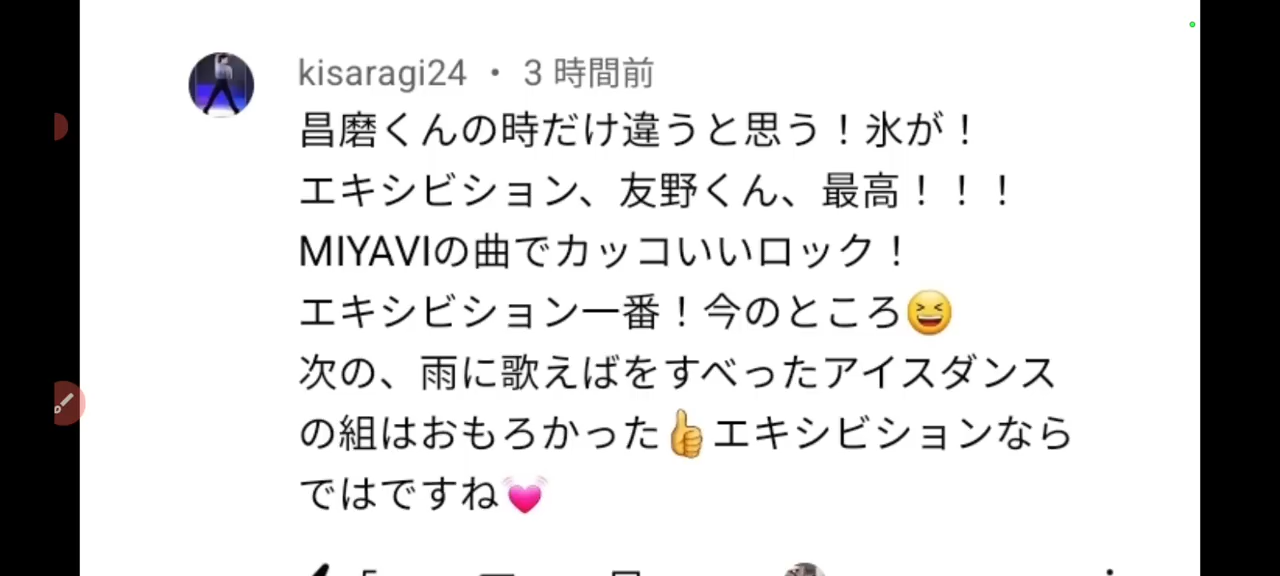 kisaragi24 • 3 時間前
昌磨くんの時だけ違うと思う！氷が！
エキシビション、友野くん、最高！！！
MIYAVIの曲でカッコいいロック！
エキシビション一番！今のところ😆
次の、雨に歌えばをすべったアイスダンス
の組はおもろかった👍エキシビションなら
ではですね💓